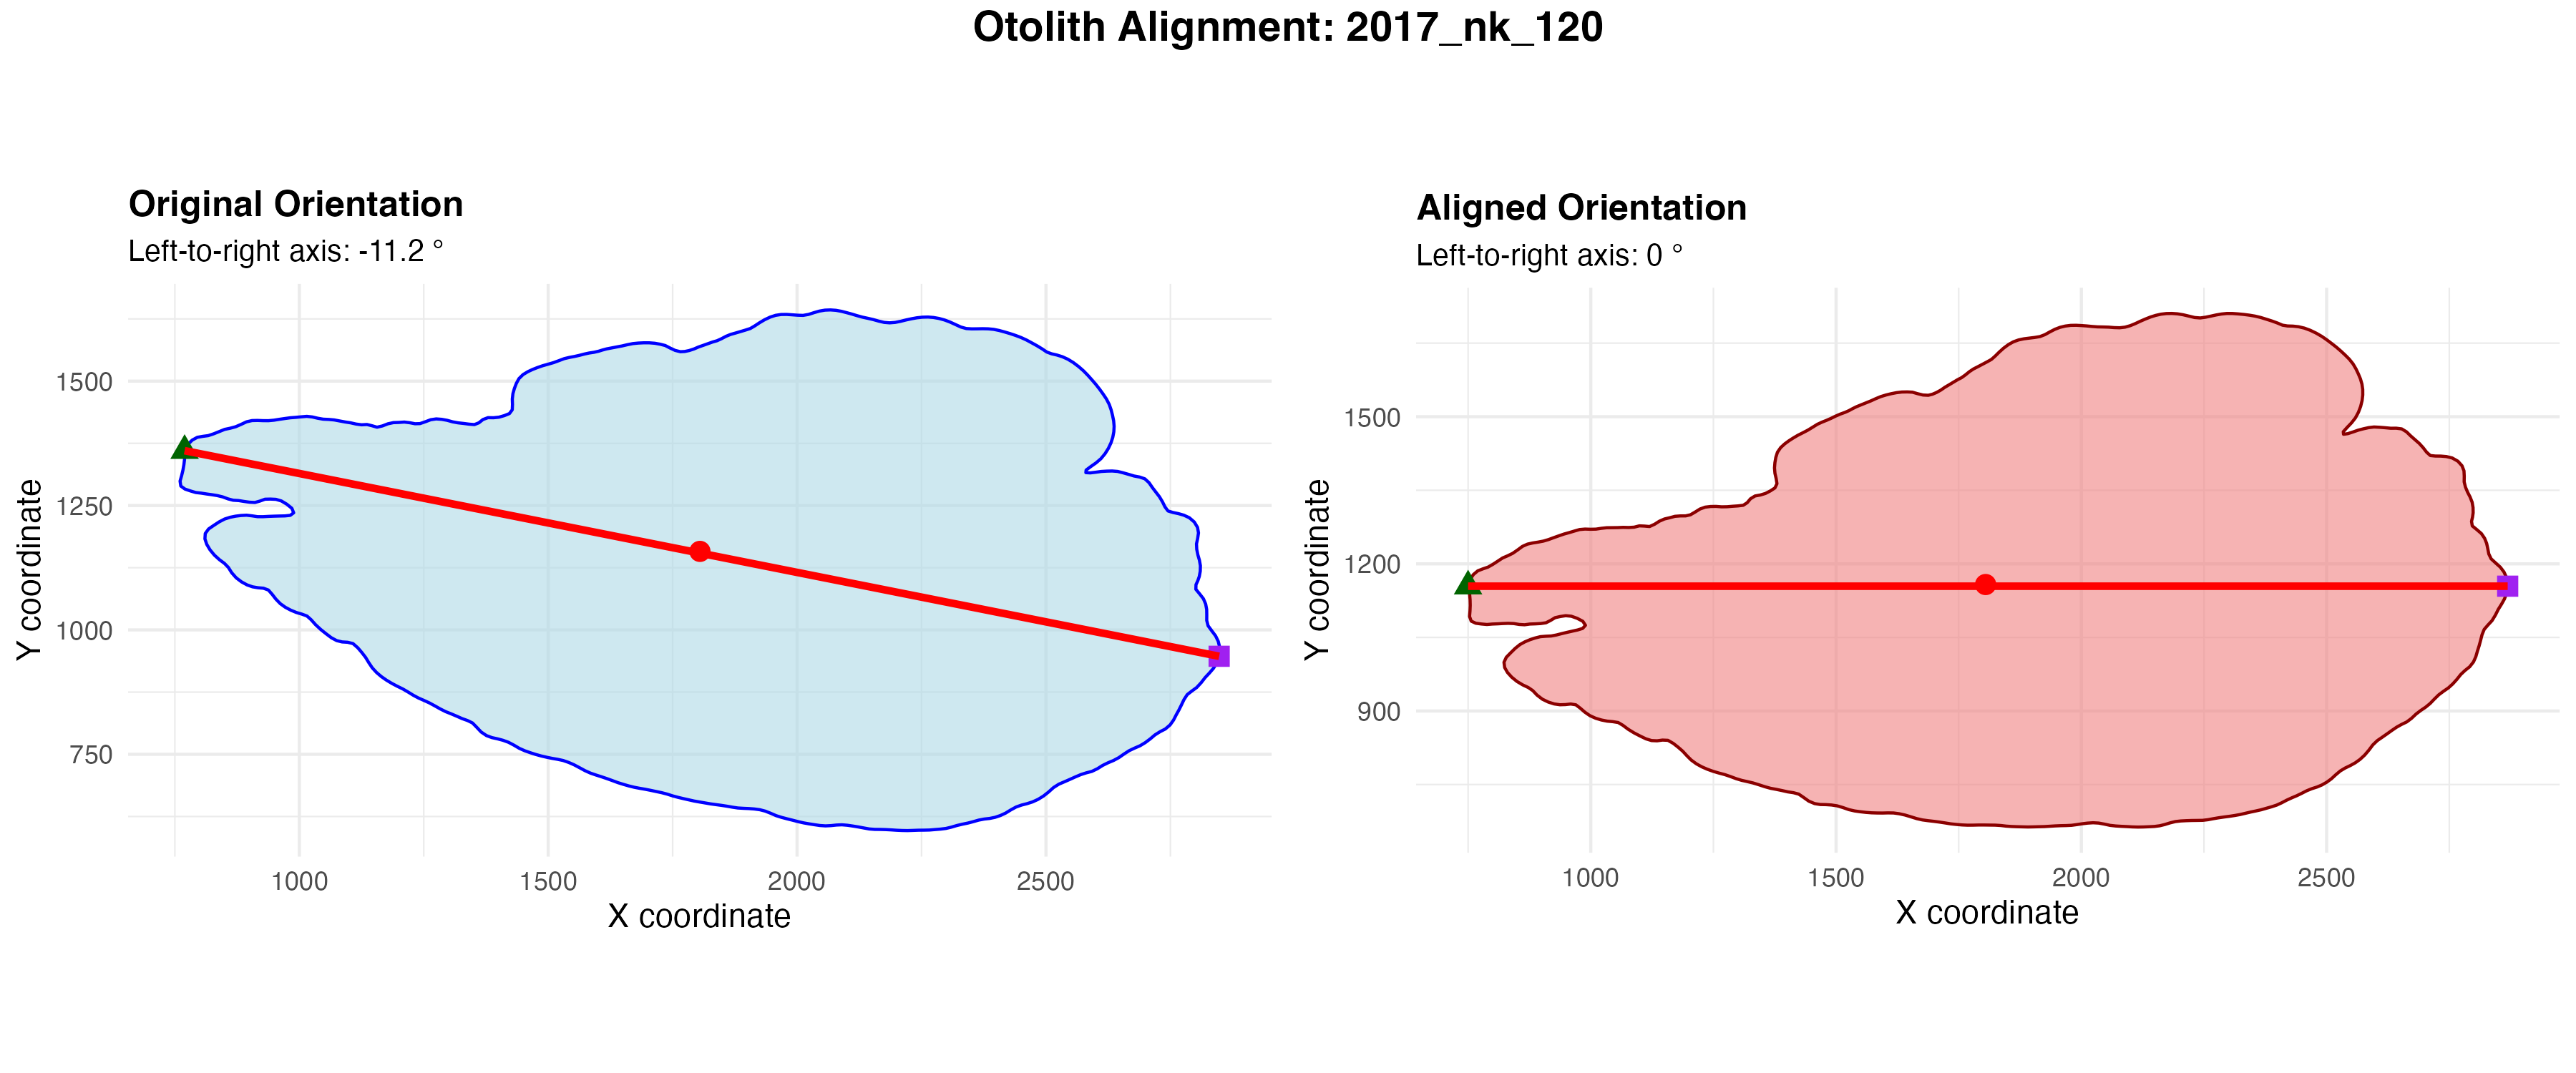 Otolith Alignment: 2017_nk_120
Original Orientation
Left-to-right axis: -11.2 °
1500
1250
1000
750
Y coordinate
1000 1500 2000 2500
X coordinate
Aligned Orientation
Left-to-right axis: 0 °
1500
1200
900
Y coordinate
1000 1500 2000 2500
X coordinate